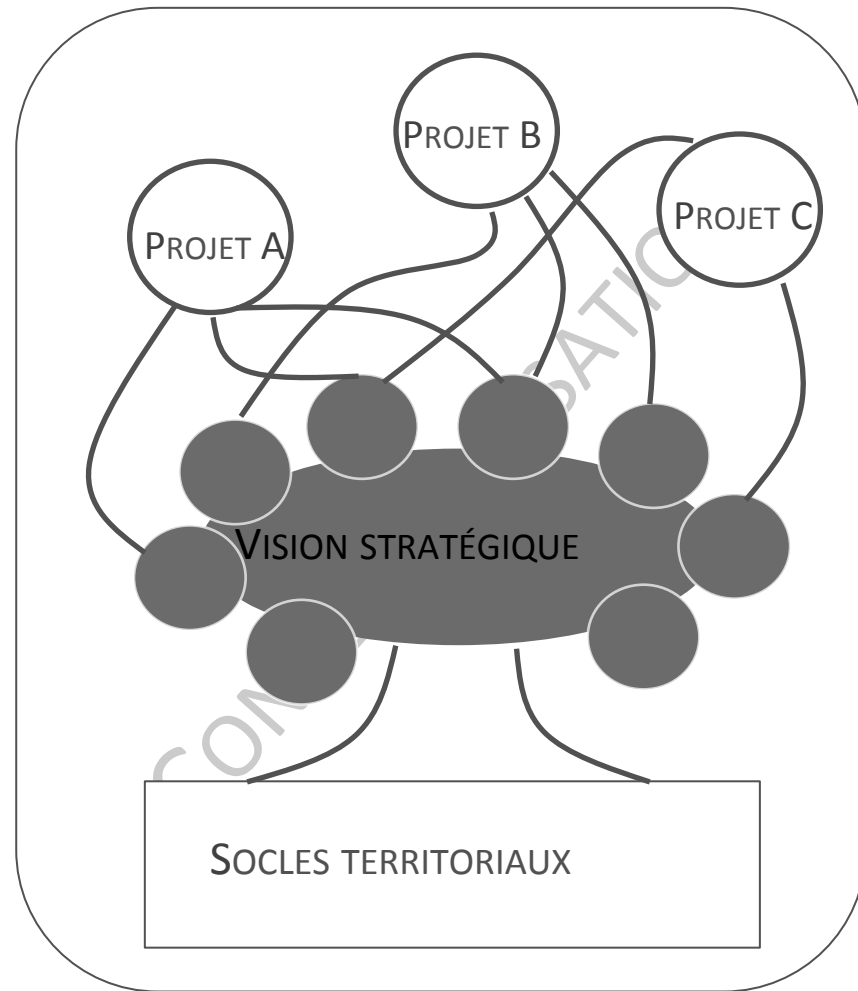 Projet B
Projet C
Projet A
Vision stratégique
Socles territoriaux